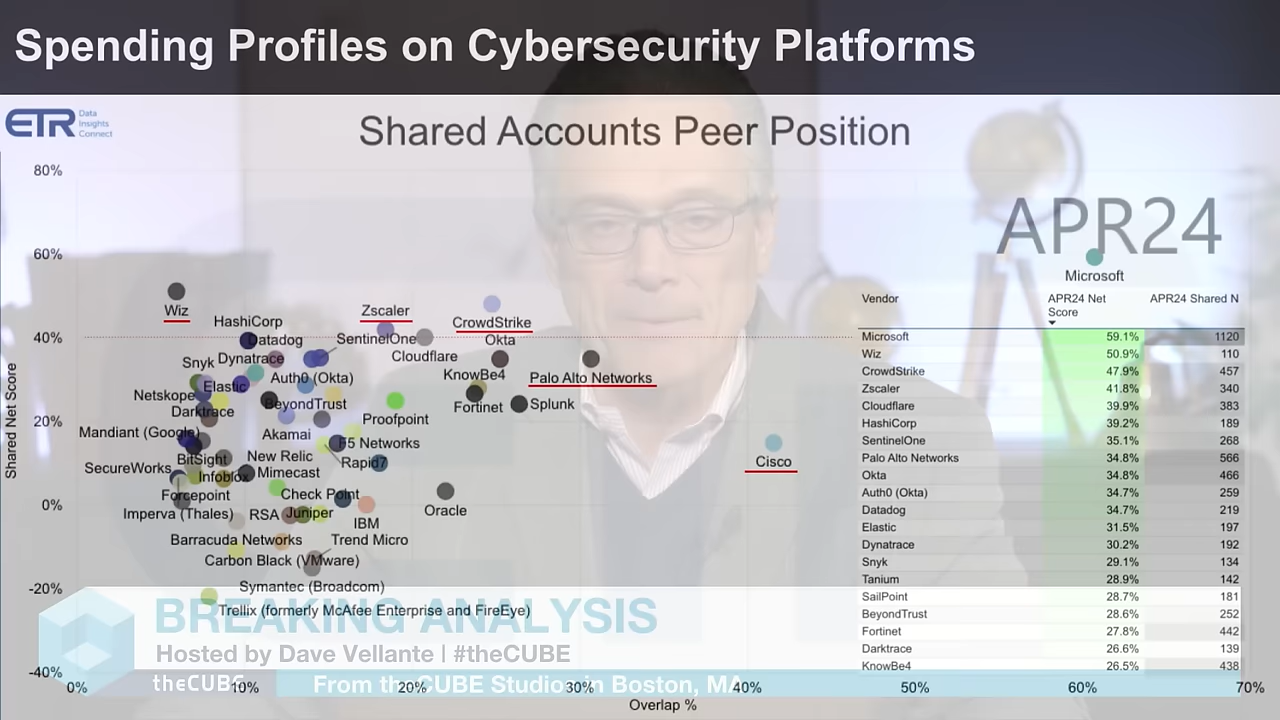 Spending Profiles on Cybersecurity Platforms
ETR Data Insights Connect
Shared Accounts Peer Position
APR24
80%
60%
40%
20%
0%
-20%
-40%
Shared Net Score
Microsoft
Wiz
Zscaler
CrowdStrike
HashiCorp
Datadog
SentinelOne
Okta
Cloudflare
Snyk
Dynatrace
Auth0 (Okta)
KnowBe4
Palo Alto Networks
Netskope
Elastic
Darktrace
BeyondTrust
Fortinet
Splunk
Proofpoint
Mandiant (Google)
Akamai
F5 Networks
Cisco
BitSight
New Relic
Rapid7
SecureWorks
Infoblox
Mimecast
Forcepoint
Check Point
Imperva (Thales)
RSA
Juniper
IBM
Oracle
Barracuda Networks
Trend Micro
Carbon Black (VMware)
Symantec (Broadcom)
Trellix (formerly McAfee Enterprise and FireEye)
Vendor APR24 Net Score APR24 Shared N
Microsoft 59.1% 1120
Wiz 50.9% 110
CrowdStrike 47.9% 457
Zscaler 41.8% 340
Cloudflare 39.9% 383
HashiCorp 39.2% 189
SentinelOne 35.1% 268
Palo Alto Networks 34.8% 566
Okta 34.8% 466
Auth0 (Okta) 34.7% 259
Datadog 34.7% 219
Elastic 31.5% 197
Dynatrace 30.2% 192
Snyk 29.1% 134
Tanium 28.9% 142
SailPoint 28.7% 181
BeyondTrust 28.6% 252
Fortinet 27.8% 442
Darktrace 26.6% 139
KnowBe4 26.5% 438
BREAKING ANALYSIS
Hosted by Dave Vellante | #theCUBE
theCUBE From theCUBE Studios in Boston, MA
0% 10% 20% 30% 40% 50% 60% 70%
Overlap %